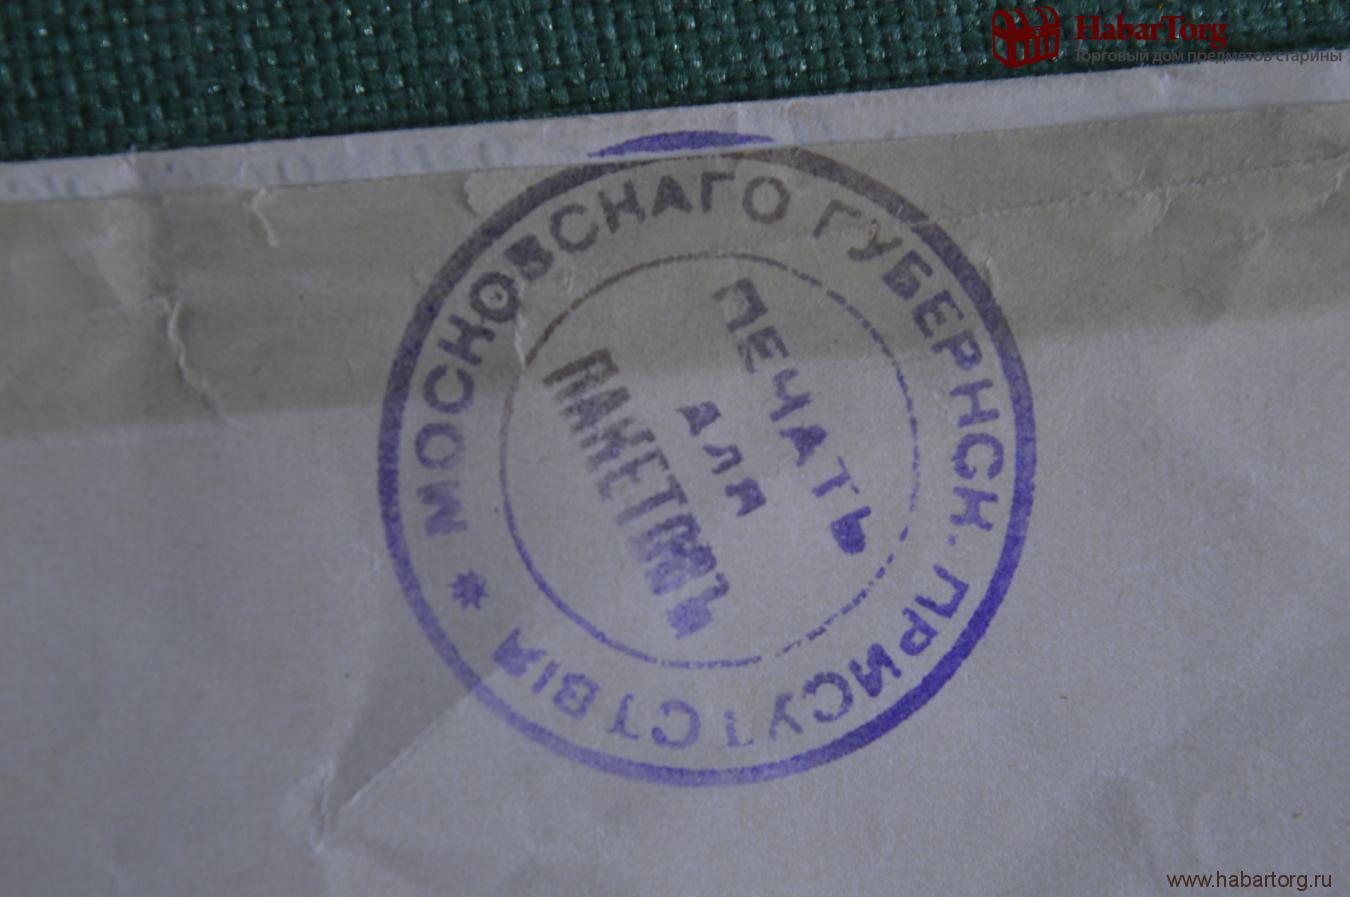 HabarTorg
Торговый дом предметов старины
МОСКОВСКАГО ГУБЕРНСК. ПРИСУТСТВІЯ
ПЕЧАТЬ
ДЛЯ
ПАКЕТОВЪ
www.habartorg.ru